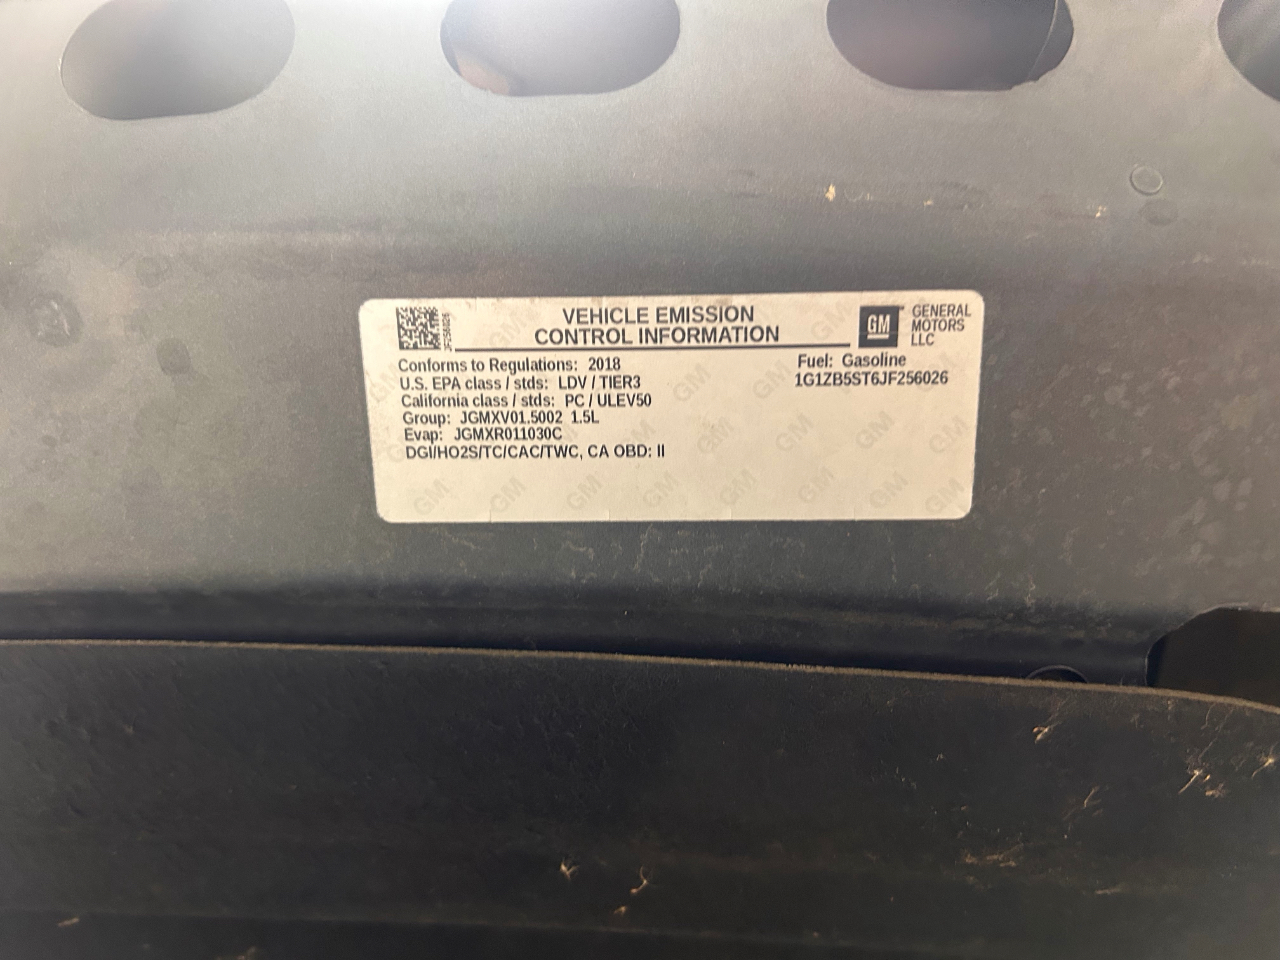 VEHICLE EMISSION
CONTROL INFORMATION
GM
GENERAL
MOTORS
LLC
Conforms to Regulations: 2018
U.S. EPA class / stds: LDV / TIER3
California class / stds: PC / ULEV50
Group: JGMXV01.5002 1.5L
Evap: JGMXR011030C
DGI/HO2S/TC/CAC/TWC, CA OBD: II
Fuel: Gasoline
1G1ZB5ST6JF256026